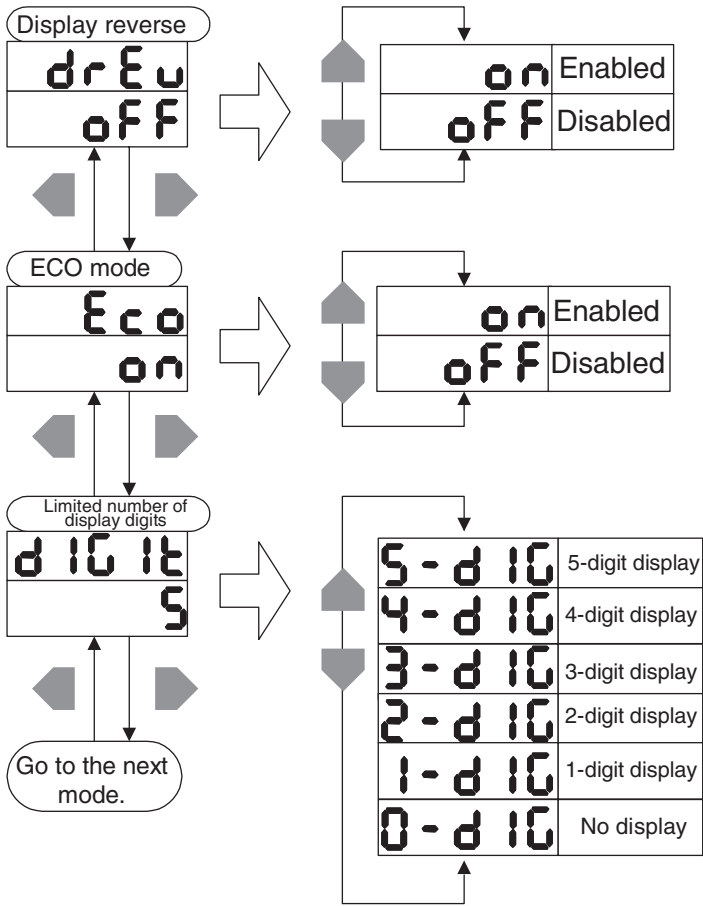 Display reverse
drEv
oFF
on Enabled
oFF Disabled
ECO mode
Eco
on
on Enabled
oFF Disabled
Limited number of
display digits
dIGIt
5
5-dIG 5-digit display
4-dIG 4-digit display
3-dIG 3-digit display
2-dIG 2-digit display
1-dIG 1-digit display
0-dIG No display
Go to the next
mode.